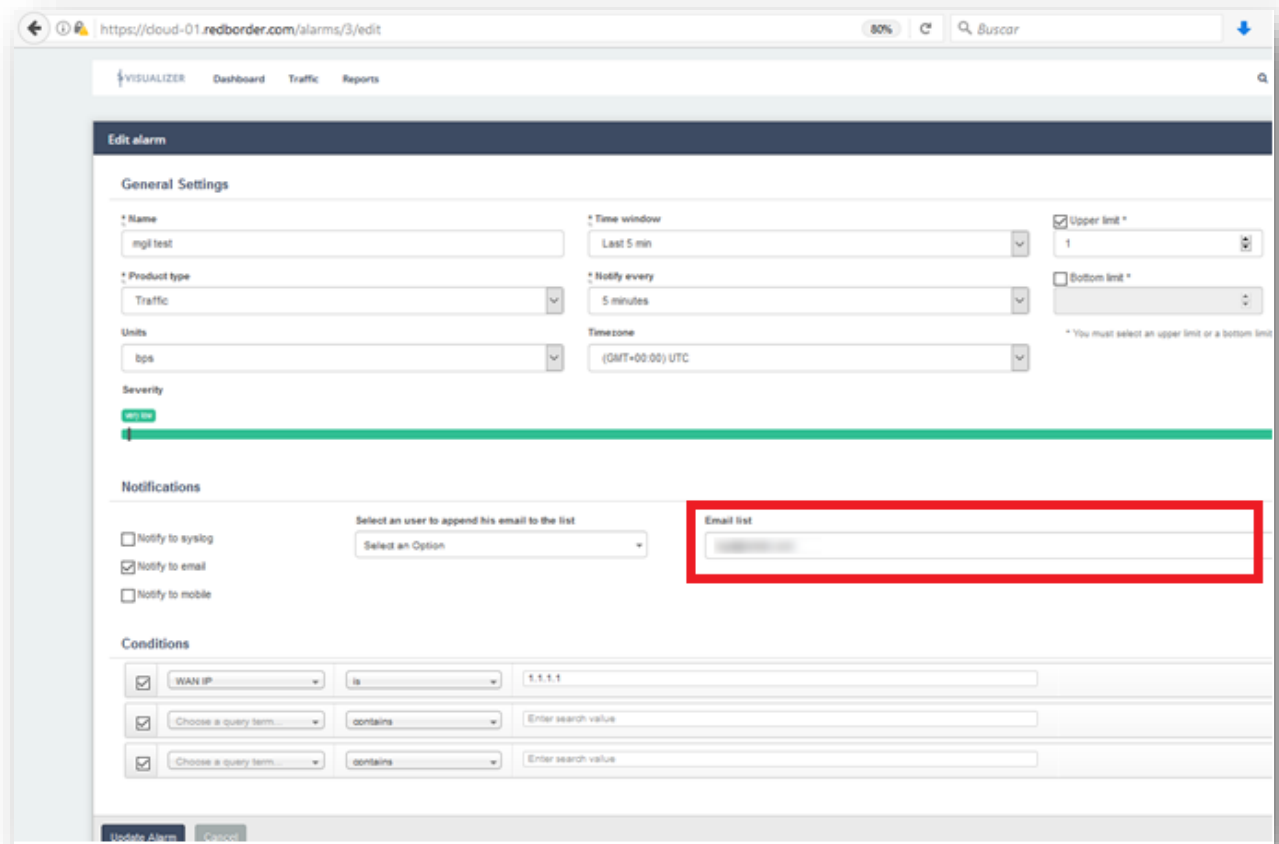 https://cloud-01.redborder.com/alarms/3/edit 80% Buscar
VISUALIZER Dashboard Traffic Reports
Edit alarm
General Settings
* Name * Time window Upper limit *
mgil test Last 5 min 1
* Product type * Notify every Bottom limit *
Traffic 5 minutes
Units Timezone * You must select an upper limit or a bottom limit
bps (GMT+00:00) UTC
Severity
very low
Notifications
Select an user to append his email to the list Email list
Notify to syslog Select an Option
Notify to email
Notify to mobile
Conditions
WAN IP is 1.1.1.1
Choose a query term... contains Enter search value
Choose a query term... contains Enter search value
Update Alarm Cancel